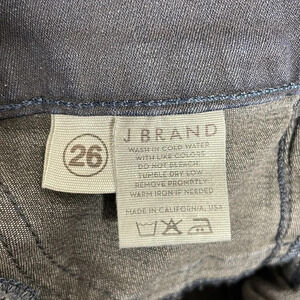 26
J BRAND
WASH IN COLD WATER
WITH LIKE COLORS
DO NOT BLEACH
TUMBLE DRY LOW
REMOVE PROMPTLY
WARM IRON IF NEEDED
MADE IN CALIFORNIA, USA